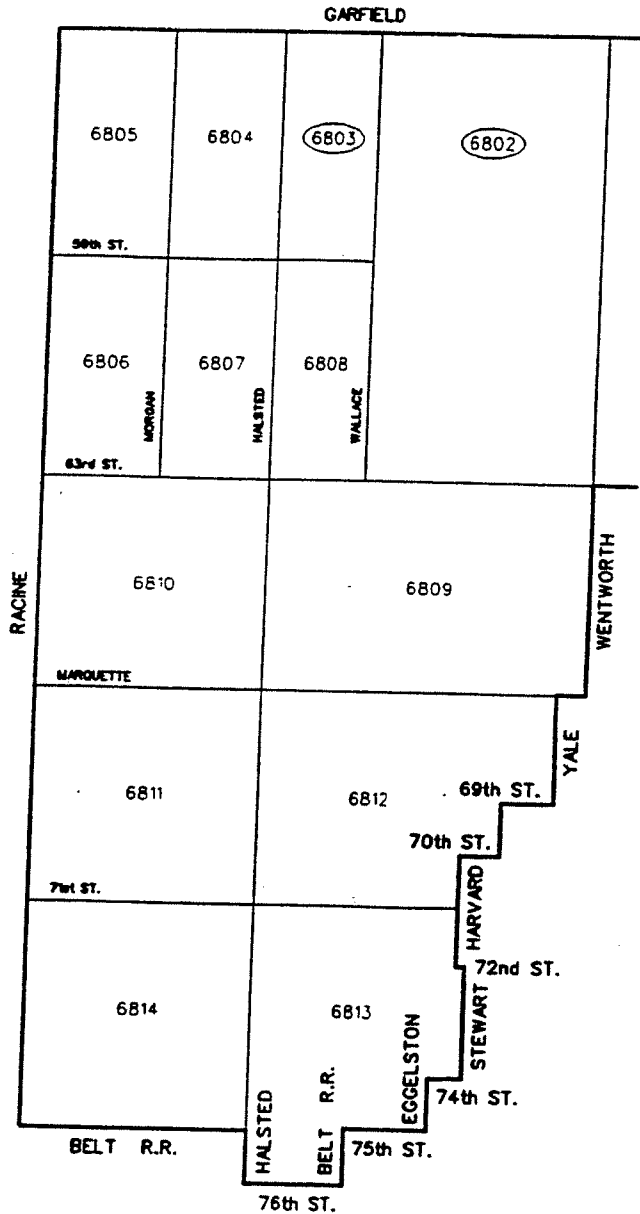 GARFIELD
6805 6804 6803 6802
59th ST.
6806 6807 6808
MORGAN
HALSTED
WALLACE
63rd ST.
RACINE
6810 6809
WENTWORTH
MARQUETTE
YALE
6811 6812
69th ST.
70th ST.
71st ST.
HARVARD
72nd ST.
6814 6813
STEWART
EGGELSTON
74th ST.
HALSTED
BELT R.R.
BELT R.R.
75th ST.
76th ST.